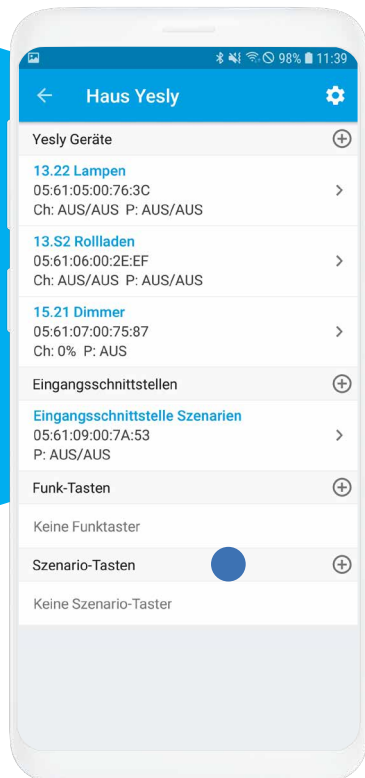 98% 11:39
Haus Yesly
Yesly Geräte
13.22 Lampen
05:61:05:00:76:3C
Ch: AUS/AUS P: AUS/AUS
13.S2 Rollladen
05:61:06:00:2E:EF
Ch: AUS/AUS P: AUS/AUS
15.21 Dimmer
05:61:07:00:75:87
Ch: 0% P: AUS
Eingangsschnittstellen
Eingangsschnittstelle Szenarien
05:61:09:00:7A:53
P: AUS/AUS
Funk-Tasten
Keine Funktaster
Szenario-Tasten
Keine Szenario-Taster